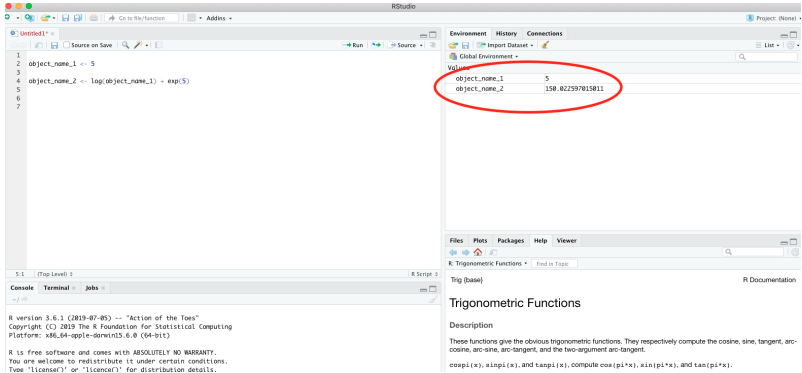 RStudio
Go to file/function
Addins
Project: (None)
Untitled1*
Source on Save
Run
Source
1
2 object_name_1 <- 5
3
4 object_name_2 <- log(object_name_1) + exp(5)
5
6
7
5:1 (Top Level) R Script
Console Terminal Jobs
~/
R version 3.6.1 (2019-07-05) -- "Action of the Toes"
Copyright (C) 2019 The R Foundation for Statistical Computing
Platform: x86_64-apple-darwin15.6.0 (64-bit)
R is free software and comes with ABSOLUTELY NO WARRANTY.
You are welcome to redistribute it under certain conditions.
Type 'license()' or 'licence()' for distribution details.
Environment History Connections
Import Dataset
List
Global Environment
Values
object_name_1 5
object_name_2 150.022597015011
Files Plots Packages Help Viewer
R: Trigonometric Functions Find in Topic
Trig {base} R Documentation
Trigonometric Functions
Description
These functions give the obvious trigonometric functions. They respectively compute the cosine, sine, tangent, arc-
cosine, arc-sine, arc-tangent, and the two-argument arc-tangent.
cospi(x), sinpi(x), and tanpi(x), compute cos(pi*x), sin(pi*x), and tan(pi*x).